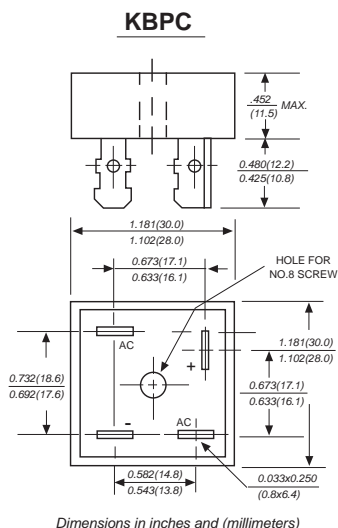 KBPC
.452
(11.5)
MAX.
0.480(12.2)
0.425(10.8)
1.181(30.0)
1.102(28.0)
0.673(17.1)
0.633(16.1)
HOLE FOR
NO.8 SCREW
AC
+
1.181(30.0)
1.102(28.0)
0.732(18.6)
0.692(17.6)
0.673(17.1)
0.633(16.1)
-
AC
0.582(14.8)
0.543(13.8)
0.033x0.250
(0.8x6.4)
Dimensions in inches and (millimeters)